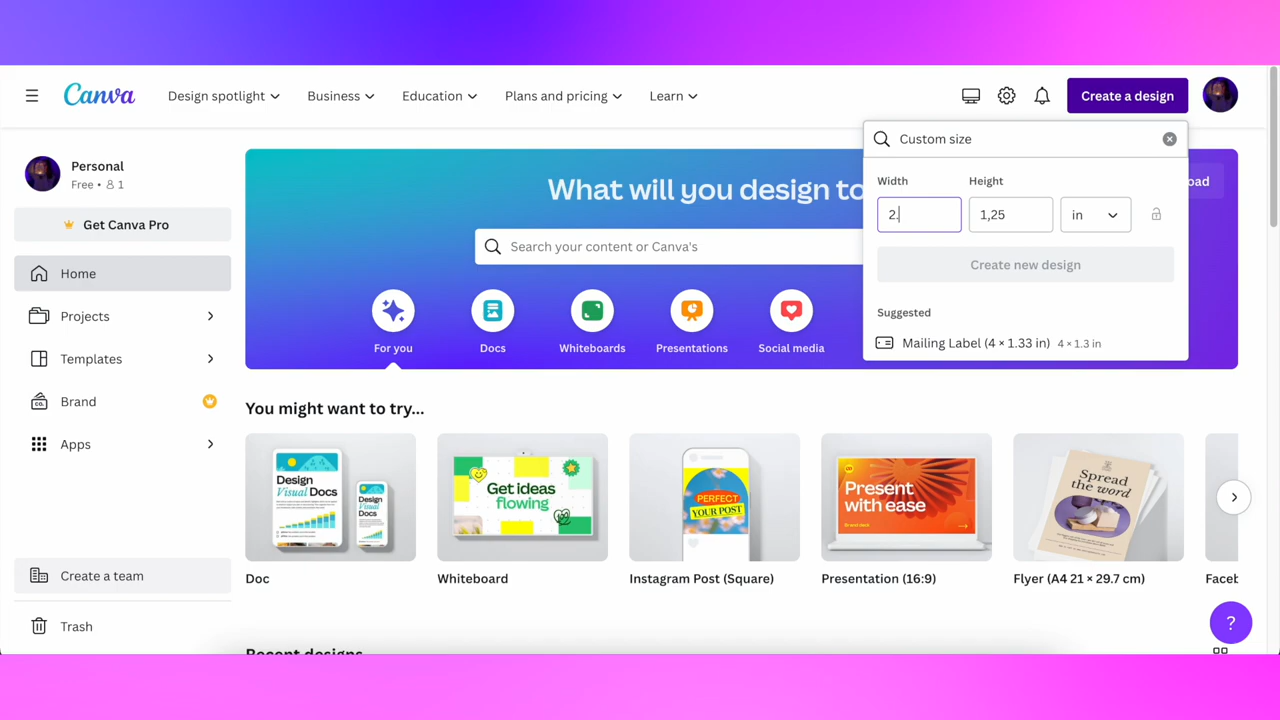 Canva
Design spotlight
Business
Education
Plans and pricing
Learn
Create a design
Personal
Free • 1
Get Canva Pro
Home
Projects
Templates
Brand
Apps
Create a team
Trash
What will you design to
Search your content or Canva's
For you
Docs
Whiteboards
Presentations
Social media
Custom size
Width
Height
2.
1,25
in
Create new design
Suggested
Mailing Label (4 × 1.33 in) 4 × 1.3 in
You might want to try...
Design
Visual Docs
Design
Visual Docs
Get ideas
flowing
PERFECT
YOUR POST
Present
with ease
Spread
the word
Doc
Whiteboard
Instagram Post (Square)
Presentation (16:9)
Flyer (A4 21 × 29.7 cm)
Faceb
?
Recent designs